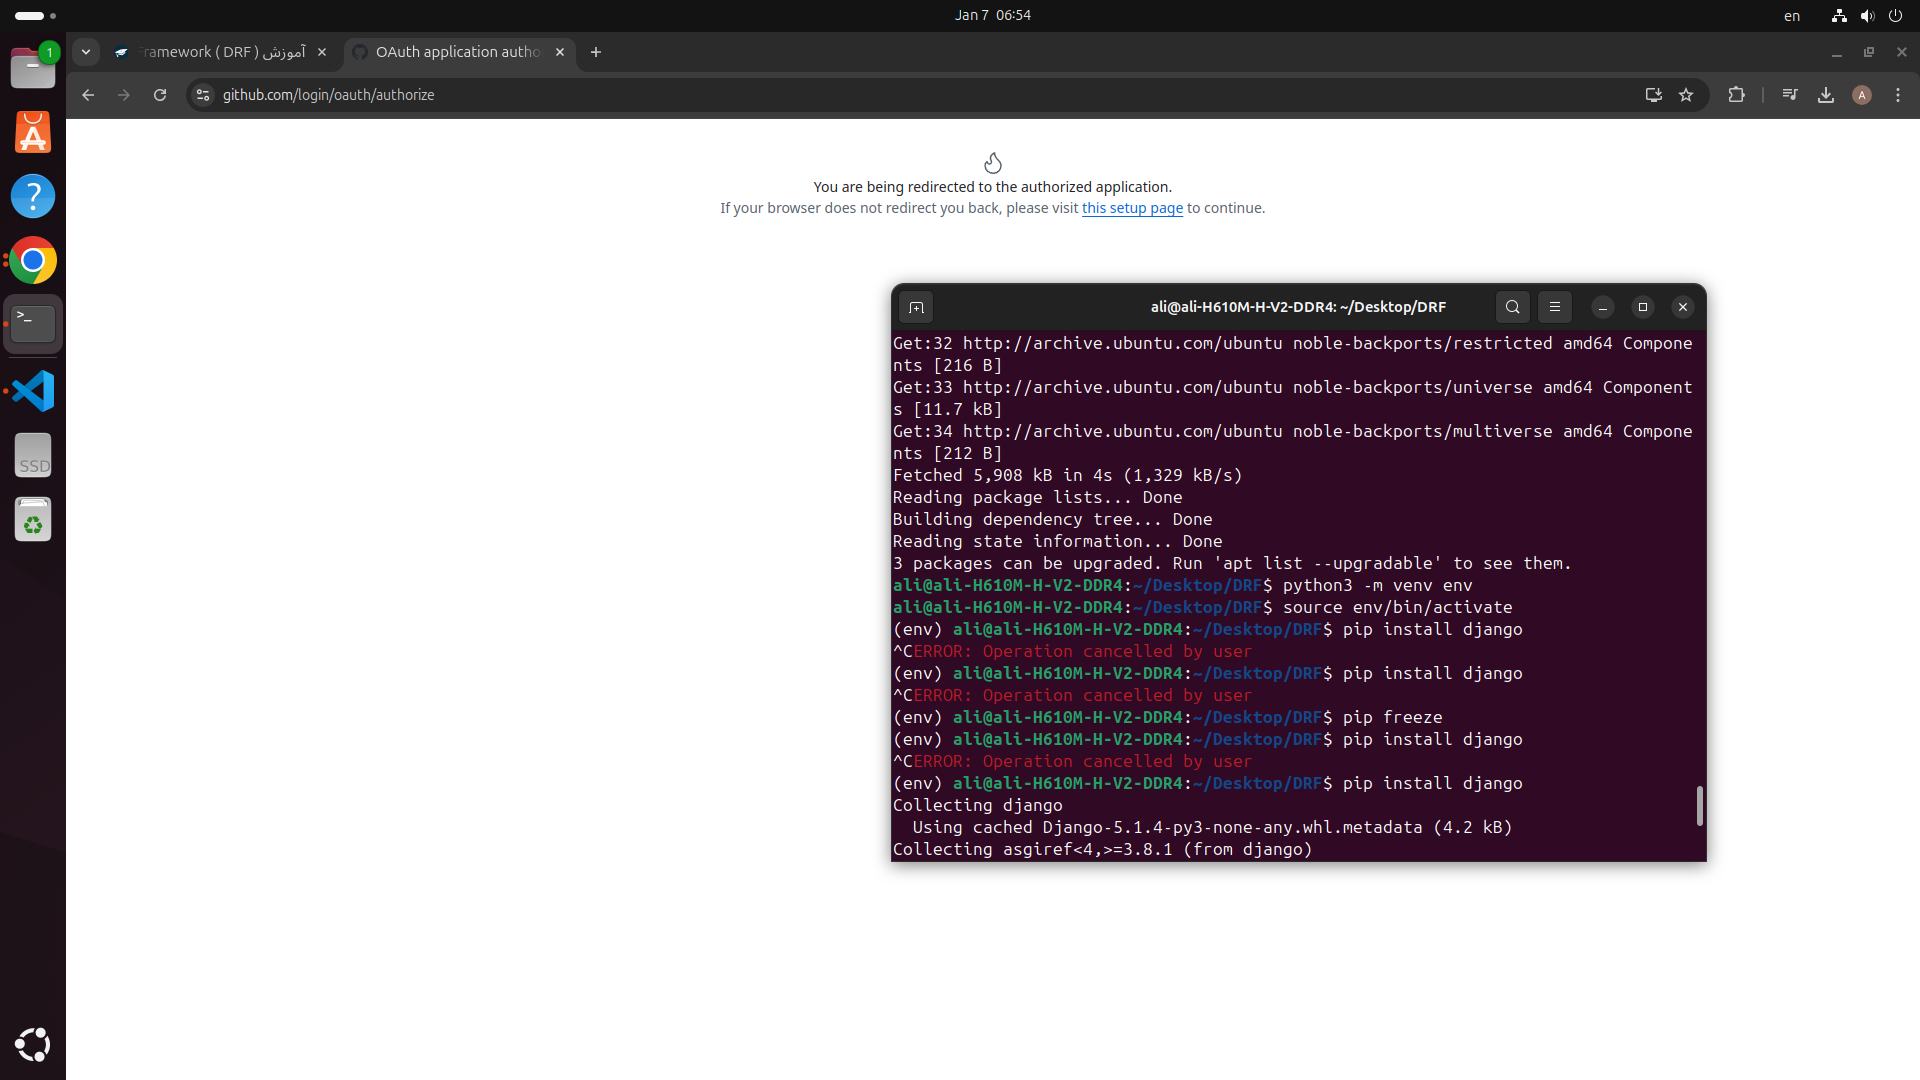 Jan 7 06:54
en
1
ramework ( DRF ) آموزش
OAuth application autho
github.com/login/oauth/authorize
A
You are being redirected to the authorized application.
If your browser does not redirect you back, please visit this setup page to continue.
ali@ali-H610M-H-V2-DDR4: ~/Desktop/DRF
Get:32 http://archive.ubuntu.com/ubuntu noble-backports/restricted amd64 Compone
nts [216 B]
Get:33 http://archive.ubuntu.com/ubuntu noble-backports/universe amd64 Component
s [11.7 kB]
Get:34 http://archive.ubuntu.com/ubuntu noble-backports/multiverse amd64 Compone
nts [212 B]
Fetched 5,908 kB in 4s (1,329 kB/s)
Reading package lists... Done
Building dependency tree... Done
Reading state information... Done
3 packages can be upgraded. Run 'apt list --upgradable' to see them.
ali@ali-H610M-H-V2-DDR4:~/Desktop/DRF$ python3 -m venv env
ali@ali-H610M-H-V2-DDR4:~/Desktop/DRF$ source env/bin/activate
(env) ali@ali-H610M-H-V2-DDR4:~/Desktop/DRF$ pip install django
^CERROR: Operation cancelled by user
(env) ali@ali-H610M-H-V2-DDR4:~/Desktop/DRF$ pip install django
^CERROR: Operation cancelled by user
(env) ali@ali-H610M-H-V2-DDR4:~/Desktop/DRF$ pip freeze
(env) ali@ali-H610M-H-V2-DDR4:~/Desktop/DRF$ pip install django
^CERROR: Operation cancelled by user
(env) ali@ali-H610M-H-V2-DDR4:~/Desktop/DRF$ pip install django
Collecting django
  Using cached Django-5.1.4-py3-none-any.whl.metadata (4.2 kB)
Collecting asgiref<4,>=3.8.1 (from django)
SSD